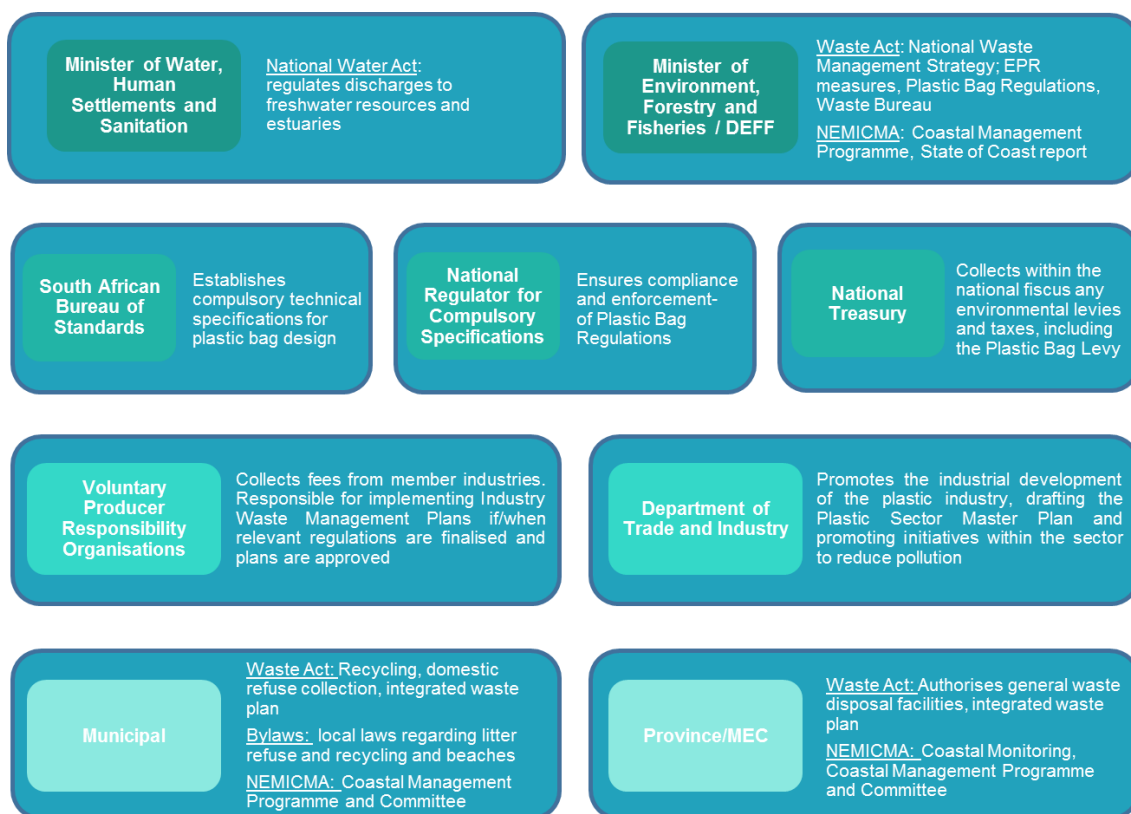 Minister of Water,
Human
Settlements and
Sanitation
National Water Act:
regulates discharges to
freshwater resources and
estuaries
Minister of
Environment,
Forestry and
Fisheries / DEFF
Waste Act: National Waste
Management Strategy; EPR
measures, Plastic Bag Regulations,
Waste Bureau
NEMICMA: Coastal Management
Programme, State of Coast report
South African
Bureau of
Standards
Establishes
compulsory technical
specifications for
plastic bag design
National
Regulator for
Compulsory
Specifications
Ensures compliance
and enforcement-
of Plastic Bag
Regulations
National
Treasury
Collects within the
national fiscus any
environmental levies
and taxes, including
the Plastic Bag Levy
Voluntary
Producer
Responsibility
Organisations
Collects fees from member industries.
Responsible for implementing Industry
Waste Management Plans if/when
relevant regulations are finalised and
plans are approved
Department of
Trade and Industry
Promotes the industrial development
of the plastic industry, drafting the
Plastic Sector Master Plan and
promoting initiatives within the sector
to reduce pollution
Municipal
Waste Act: Recycling, domestic
refuse collection, integrated waste
plan
Bylaws: local laws regarding litter
refuse and recycling and beaches
NEMICMA: Coastal Management
Programme and Committee
Province/MEC
Waste Act: Authorises general waste
disposal facilities, integrated waste
plan
NEMICMA: Coastal Monitoring,
Coastal Management Programme
and Committee